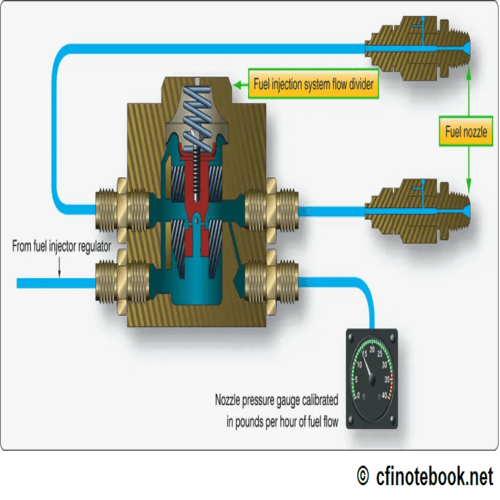 Fuel injection system flow divider
Fuel nozzle
From fuel injector regulator
Nozzle pressure gauge calibrated
in pounds per hour of fuel flow
0 5 10 15 20 25 30 35 40
© cfinotebook.net